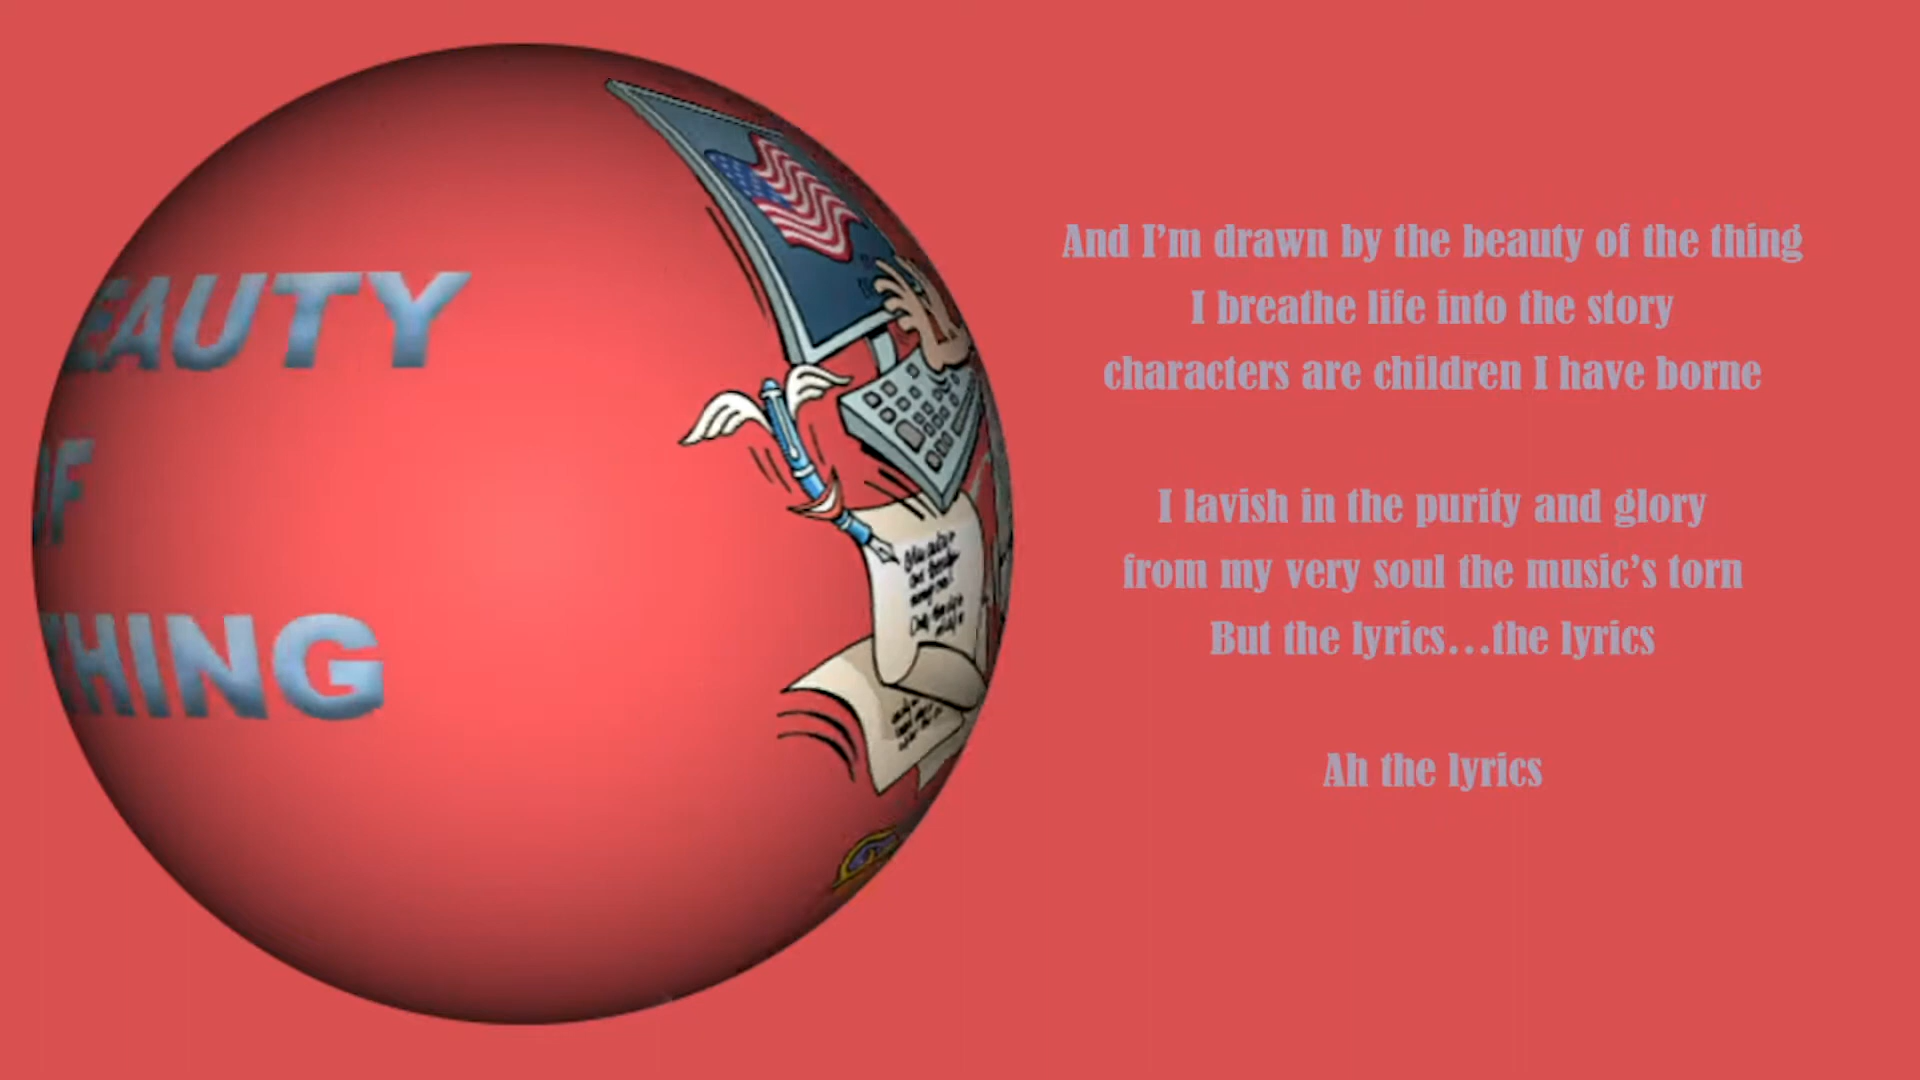 EAUTY
OF
THING
And I’m drawn by the beauty of the thing
I breathe life into the story
characters are children I have borne
I lavish in the purity and glory
from my very soul the music’s torn
But the lyrics...the lyrics
Ah the lyrics